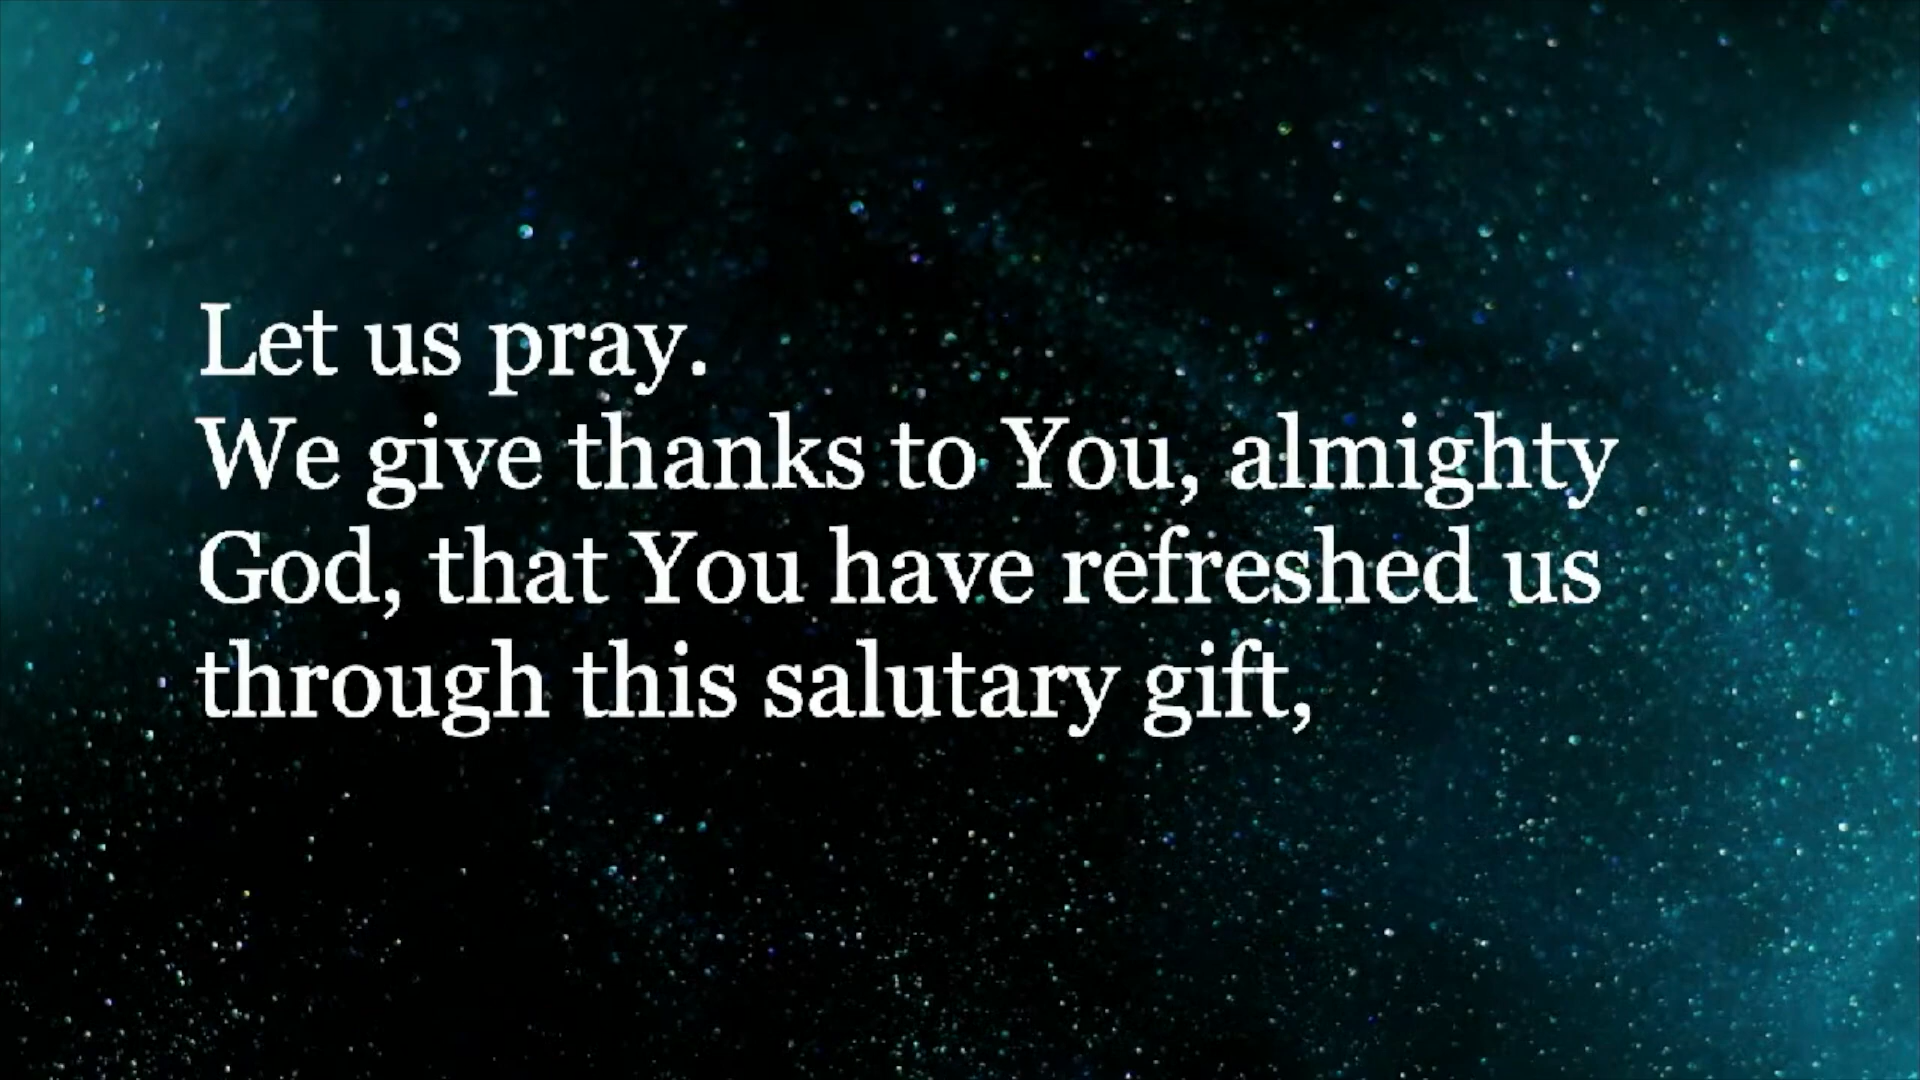 Let us pray.
We give thanks to You, almighty
God, that You have refreshed us
through this salutary gift,